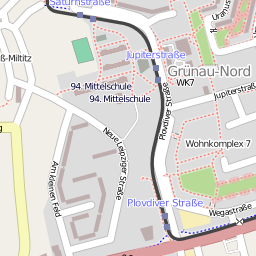 Saturnstraße
Uranus
Jupiterstraße
ß-Miltitz
Grünau-Nord
94. Mittelschule
WK7
94. Mittelschule
Jupiterstraße
Plovdiver Straße
Neue Leipziger Straße
Wohnkomplex 7
Am kleinen Feld
Plovdiver Straße
Wegastraße